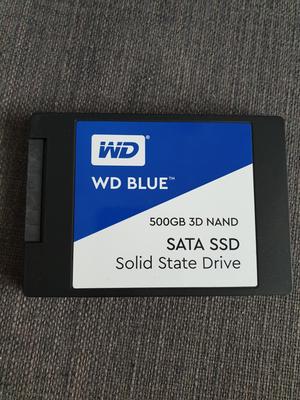 WD
WD BLUE™
500GB 3D NAND
SATA SSD
Solid State Drive